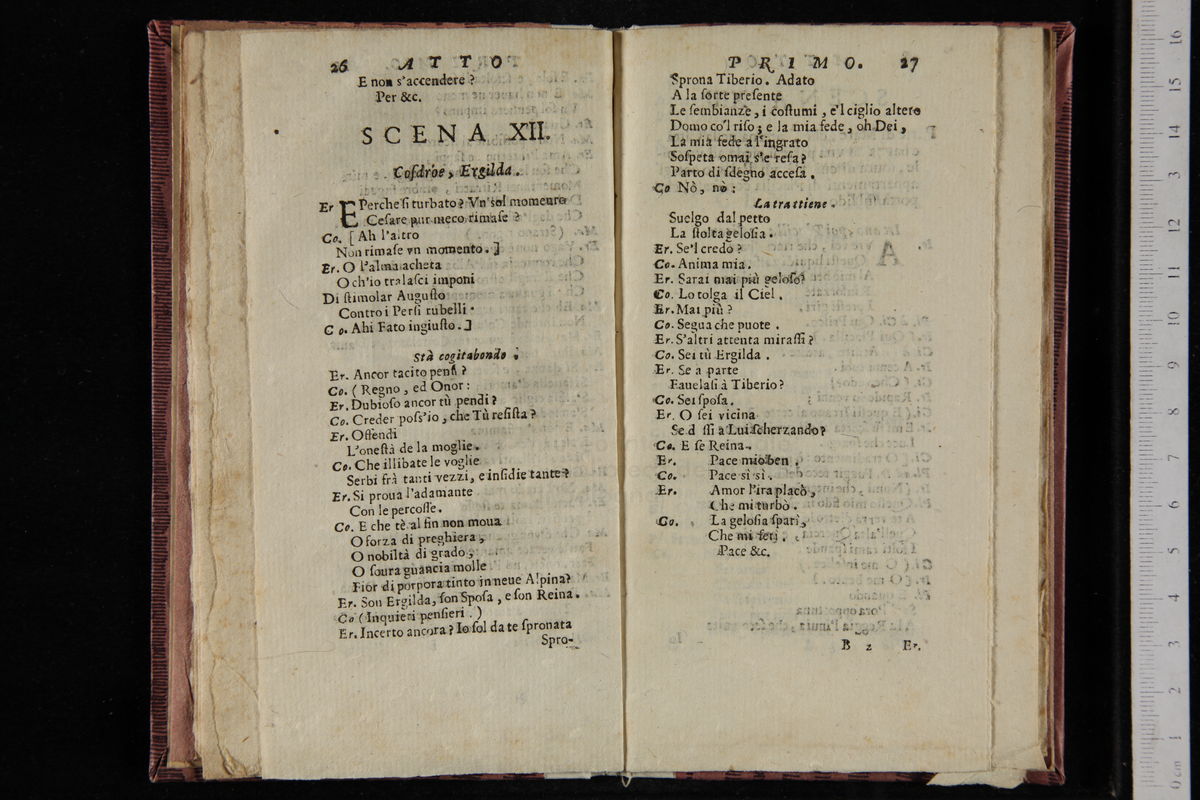 26 ATTO
E non s'accendere ?
Per &c.
SCENA XII.
Cosdroe, Ergilda.
Er EPerche sì turbato? Vn sol momento
Cesare pur meco rimase ?
Co. [ Ah l'altro
Non rimase vn momento. ]
Er. O l'alma acheta
O ch'io tralasci imponi
Di ſtimolar Auguſto
Contro i Perſi rubelli.
Co. Ahi Fato ingiuſto. ]
Stà cogitabondo.
Er. Ancor tacito penſi ?
Co. ( Regno, ed Onor :
Er. Dubioſo ancor tù pendi ?
Co. Creder poſs'io, che Tù reſiſta ?
Er. Offendi
L'oneſtà de la moglie.
Co. Che illibate le voglie
Serbi frà tanti vezzi, e inſidie tante ?
Er. Si proua l'adamante
Con le percoſſe.
Co. E che tè al fin non moua
O forza di preghiera,
O nobiltà di grado,
O ſoura guancia molle
Fior di porpora tinto in neue Alpina?
Er. Son Ergilda, ſon Spoſa, e ſon Reina.
Co ( Inquieti penſieri. )
Er. Incerto ancora? Io ſol da te ſpronata
Spro-
PRIMO. 27
Sprona Tiberio. Adato
A la ſorte preſente
Le ſembianze, i coſtumi, e'l ciglio altero
Domo co'l riſo; e la mia fede, oh Dei,
La mia fede a l'ingrato
Soſpeta omai s'e reſa?
Parto di ſdegno acceſa.
Co Nò, nò :
La trattiene.
Suelgo dal petto
La ſtolta geloſia.
Er. Se'l credo ?
Co. Anima mia.
Er. Sarai mai più geloſo?
Co. Lo tolga il Ciel.
Er. Mai più ?
Co. Segua che puote.
Er. S'altri attenta miraſſi ?
Co. Sei tù Ergilda.
Er. Se a parte
Fauelaſi à Tiberio?
Co. Sei ſpoſa.
Er. O ſei vicina
Sed ſſi a Lui ſcherzando?
Co. E ſe Reina.
Er. Pace mio ben.
Co. Pace sì sì.
Er. Amor l'ira placò,
Che mi turbò.
Co. La geloſia ſparì,
Che mi ferì.
Pace &c.
B 2 Er.